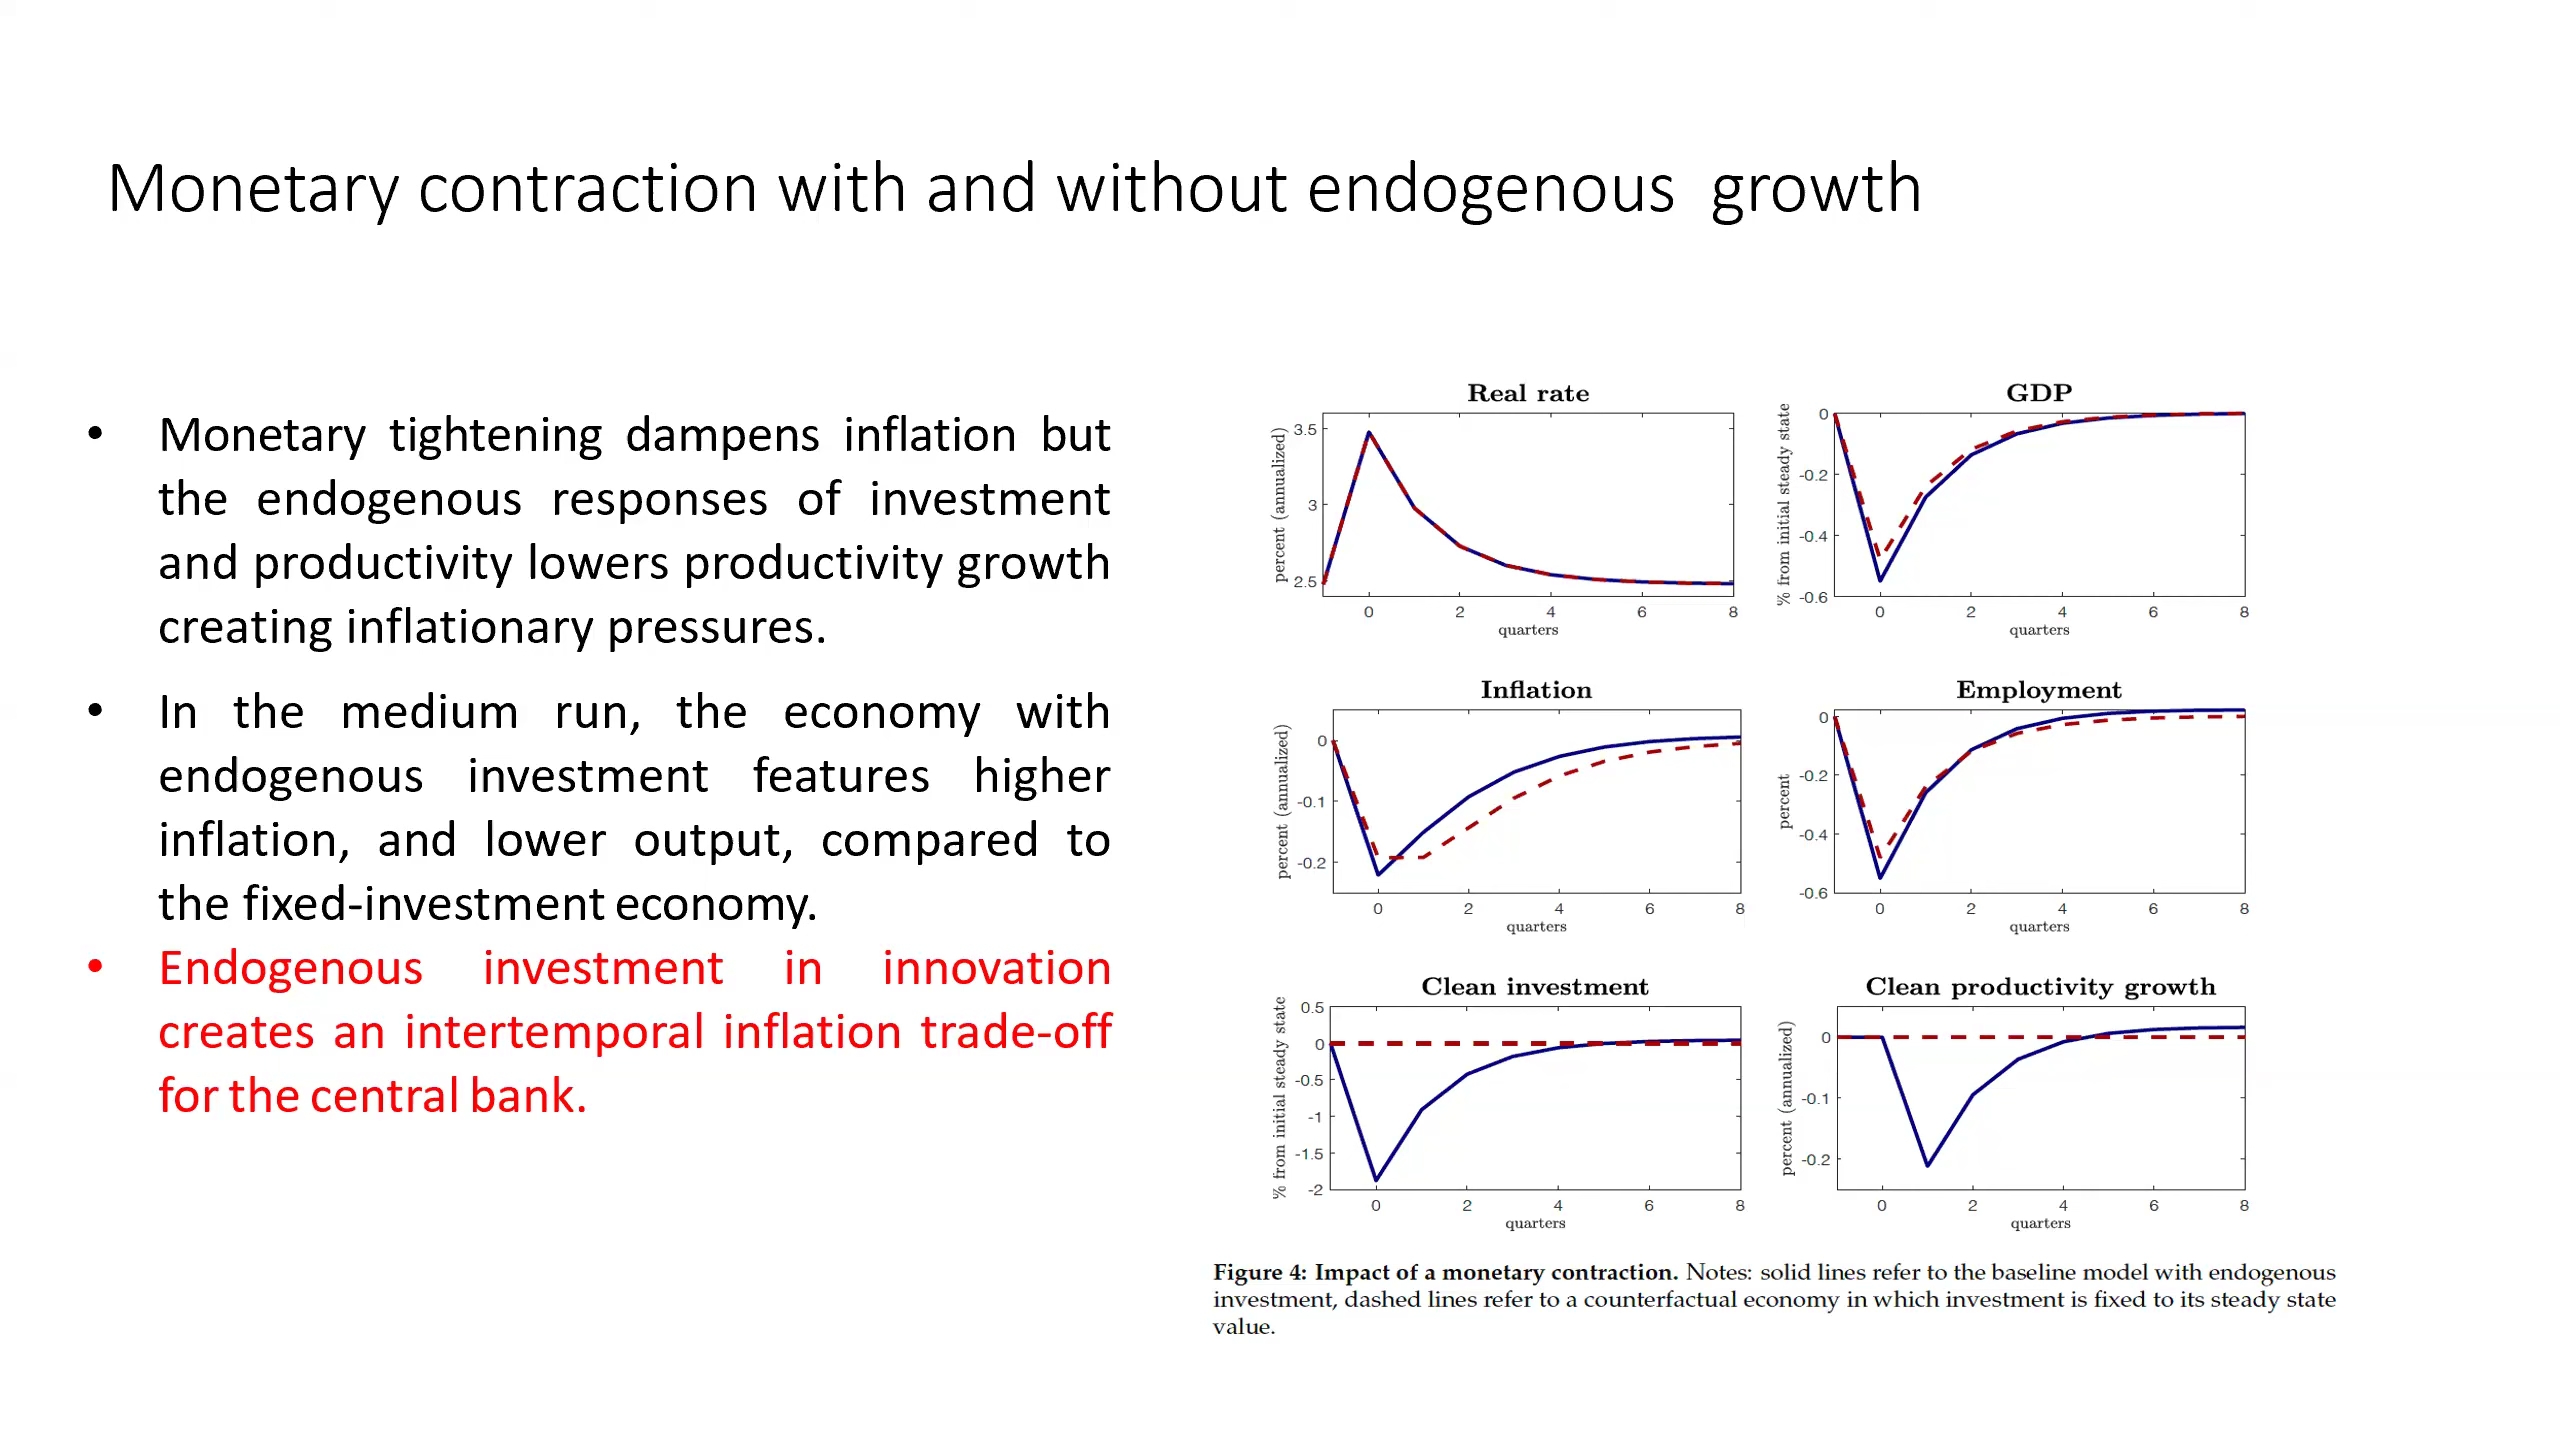 Monetary contraction with and without endogenous  growth
• Monetary tightening dampens inflation but
the endogenous responses of investment
and productivity lowers productivity growth
creating inflationary pressures.
• In the medium run, the economy with
endogenous investment features higher
inflation, and lower output, compared to
the fixed-investment economy.
• Endogenous investment in innovation
creates an intertemporal inflation trade-off
for the central bank.
Real rate
percent (annualized)
3.5
3
2.5
0 2 4 6 8
quarters
GDP
% from initial steady state
0
-0.2
-0.4
-0.6
0 2 4 6 8
quarters
Inflation
percent (annualized)
0
-0.1
-0.2
0 2 4 6 8
quarters
Employment
percent
0
-0.2
-0.4
-0.6
0 2 4 6 8
quarters
Clean investment
% from initial steady state
0.5
0
-0.5
-1
-1.5
-2
0 2 4 6 8
quarters
Clean productivity growth
percent (annualized)
0
-0.1
-0.2
0 2 4 6 8
quarters
Figure 4: Impact of a monetary contraction. Notes: solid lines refer to the baseline model with endogenous
investment, dashed lines refer to a counterfactual economy in which investment is fixed to its steady state
value.